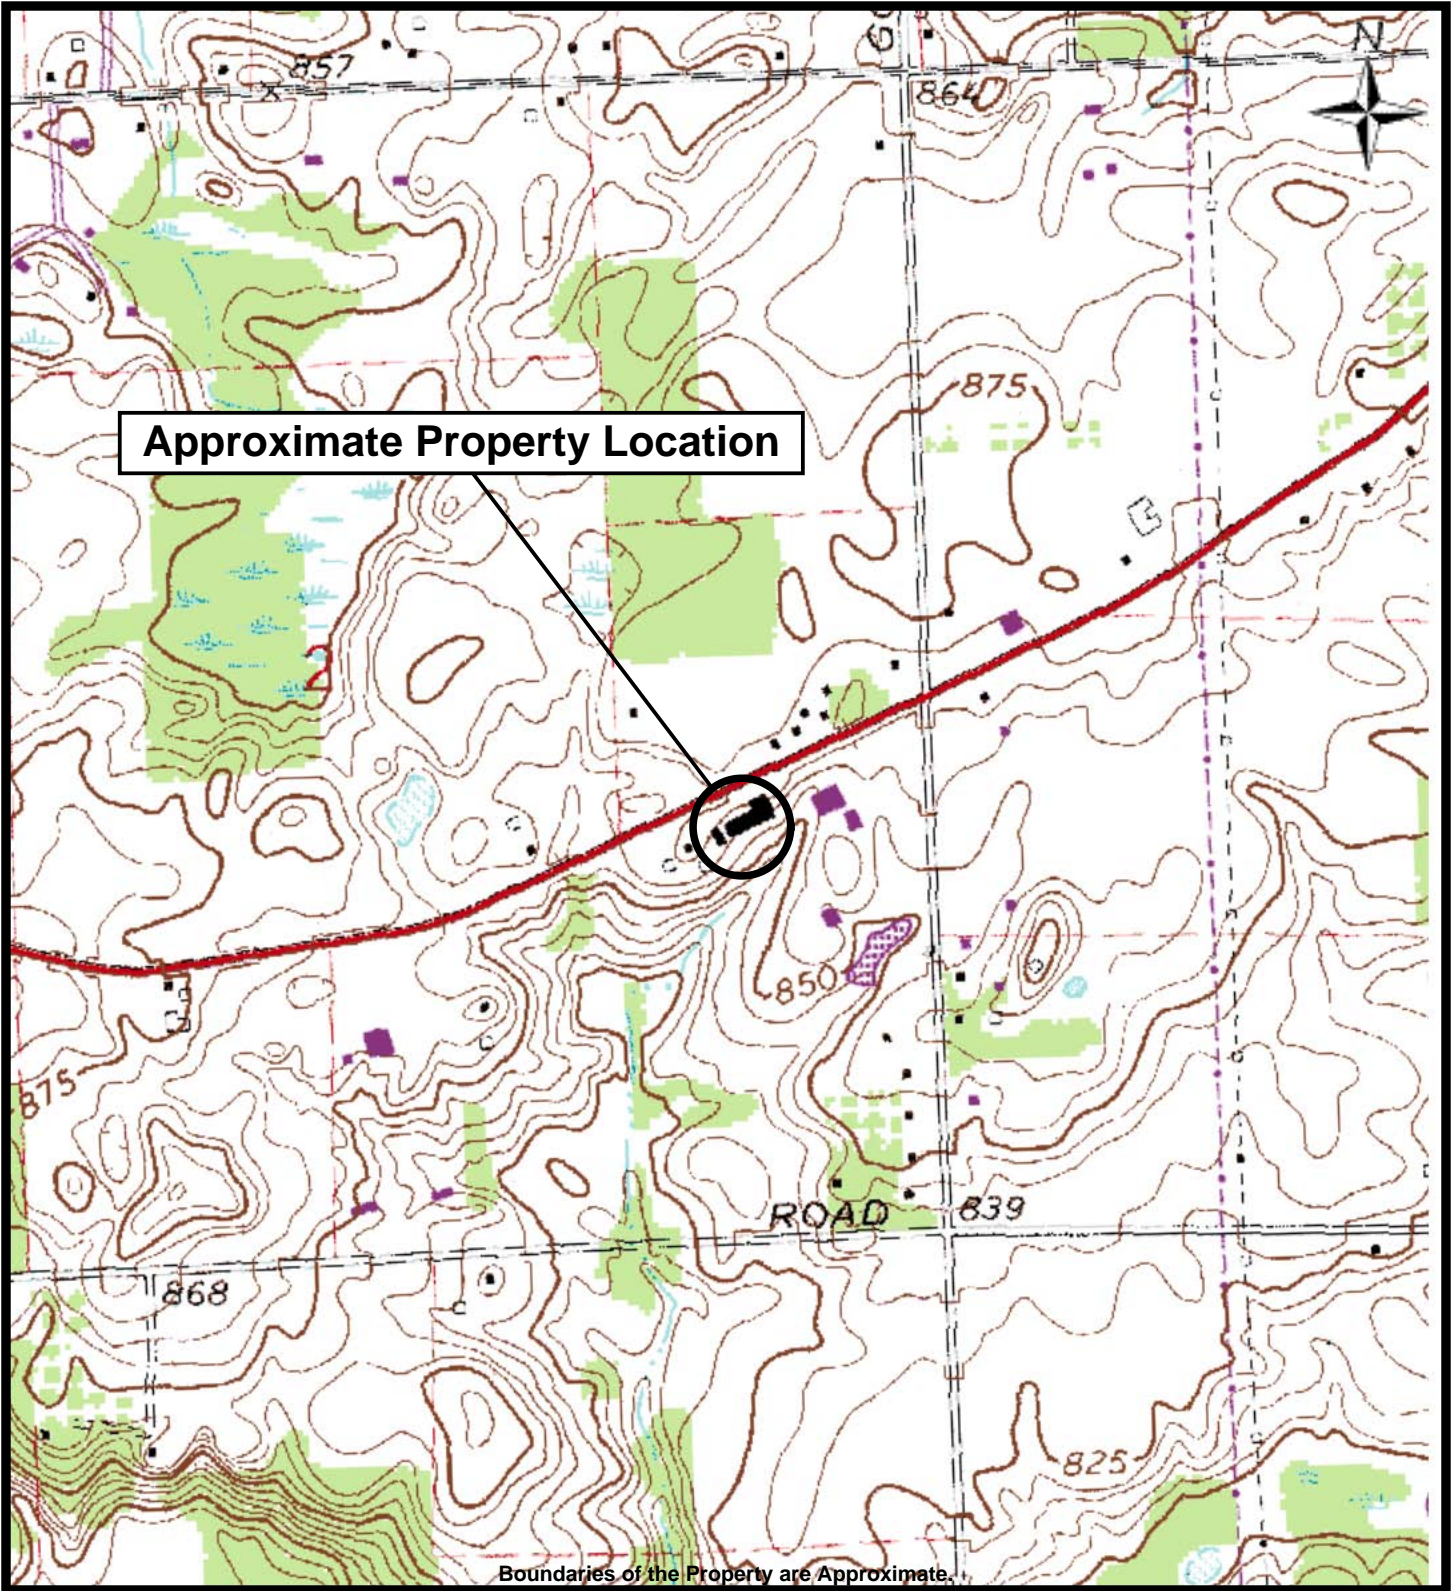 857
G
N
864
875
Approximate Property Location
850
875
ROAD
839
868
825
Boundaries of the Property are Approximate.